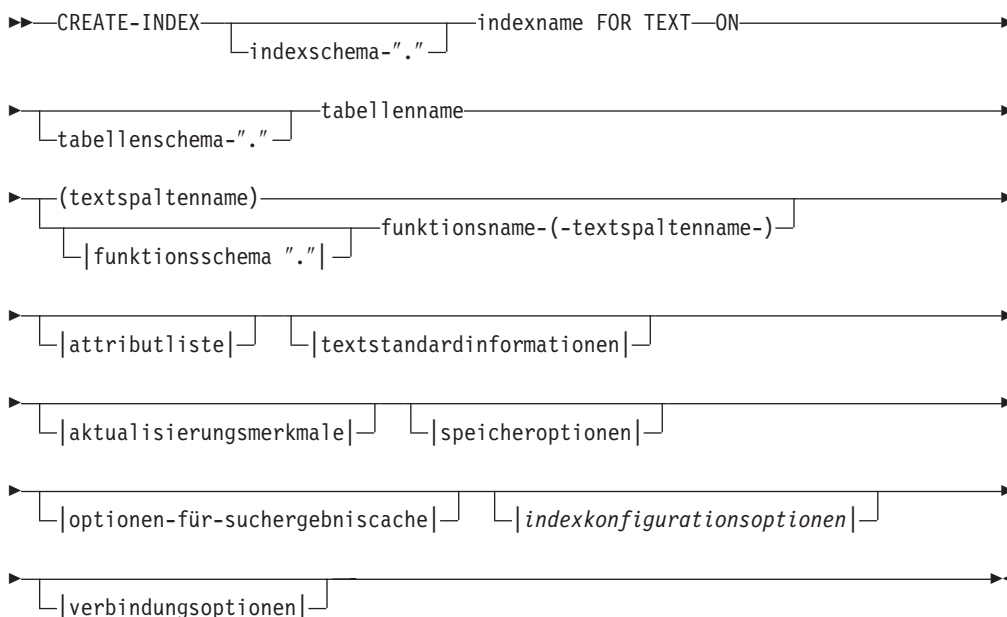 CREATE-INDEX indexname FOR TEXT ON
indexschema-"."
tabellenname
tabellenschema-"."
(textspaltenname)
funktionsname-(-textspaltenname-)
|funktionsschema "."|
|attributliste| |textstandardinformationen|
|aktualisierungsmerkmale| |speicheroptionen|
|optionen-für-suchergebniscache| |indexkonfigurationsoptionen|
|verbindungsoptionen|